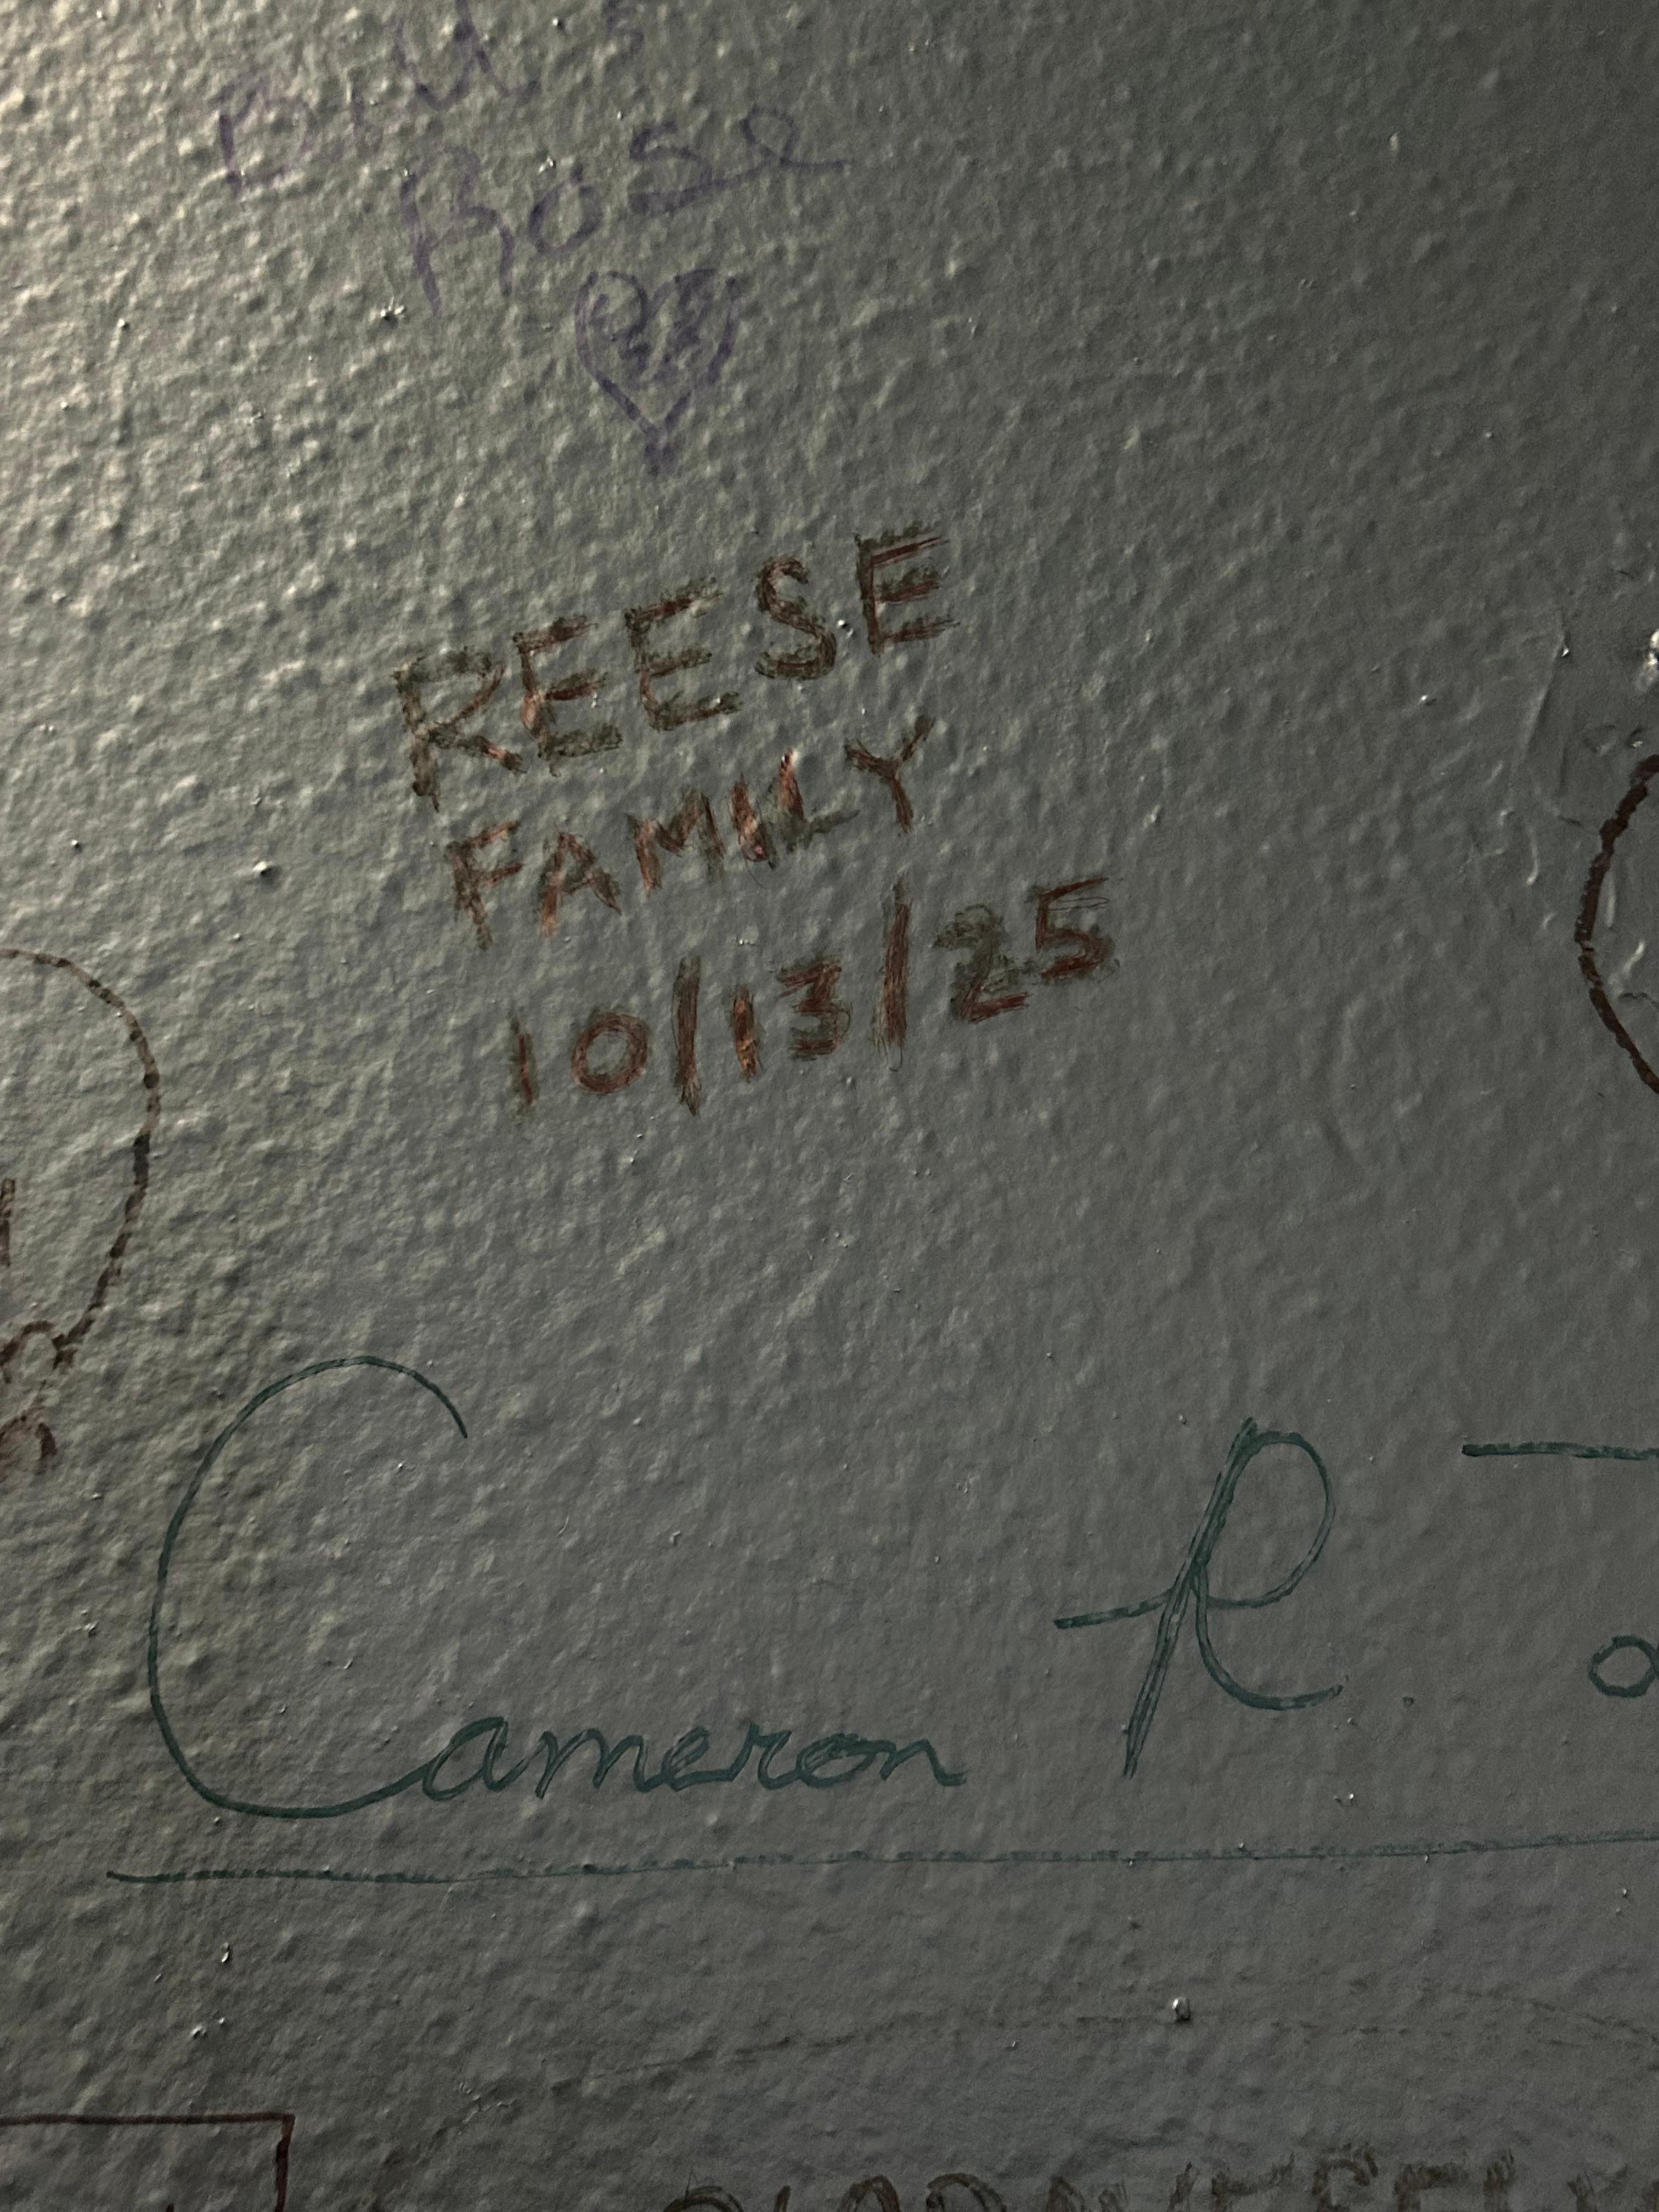 Rose
REESE
FAMILY
10/13/25
Cameron R.